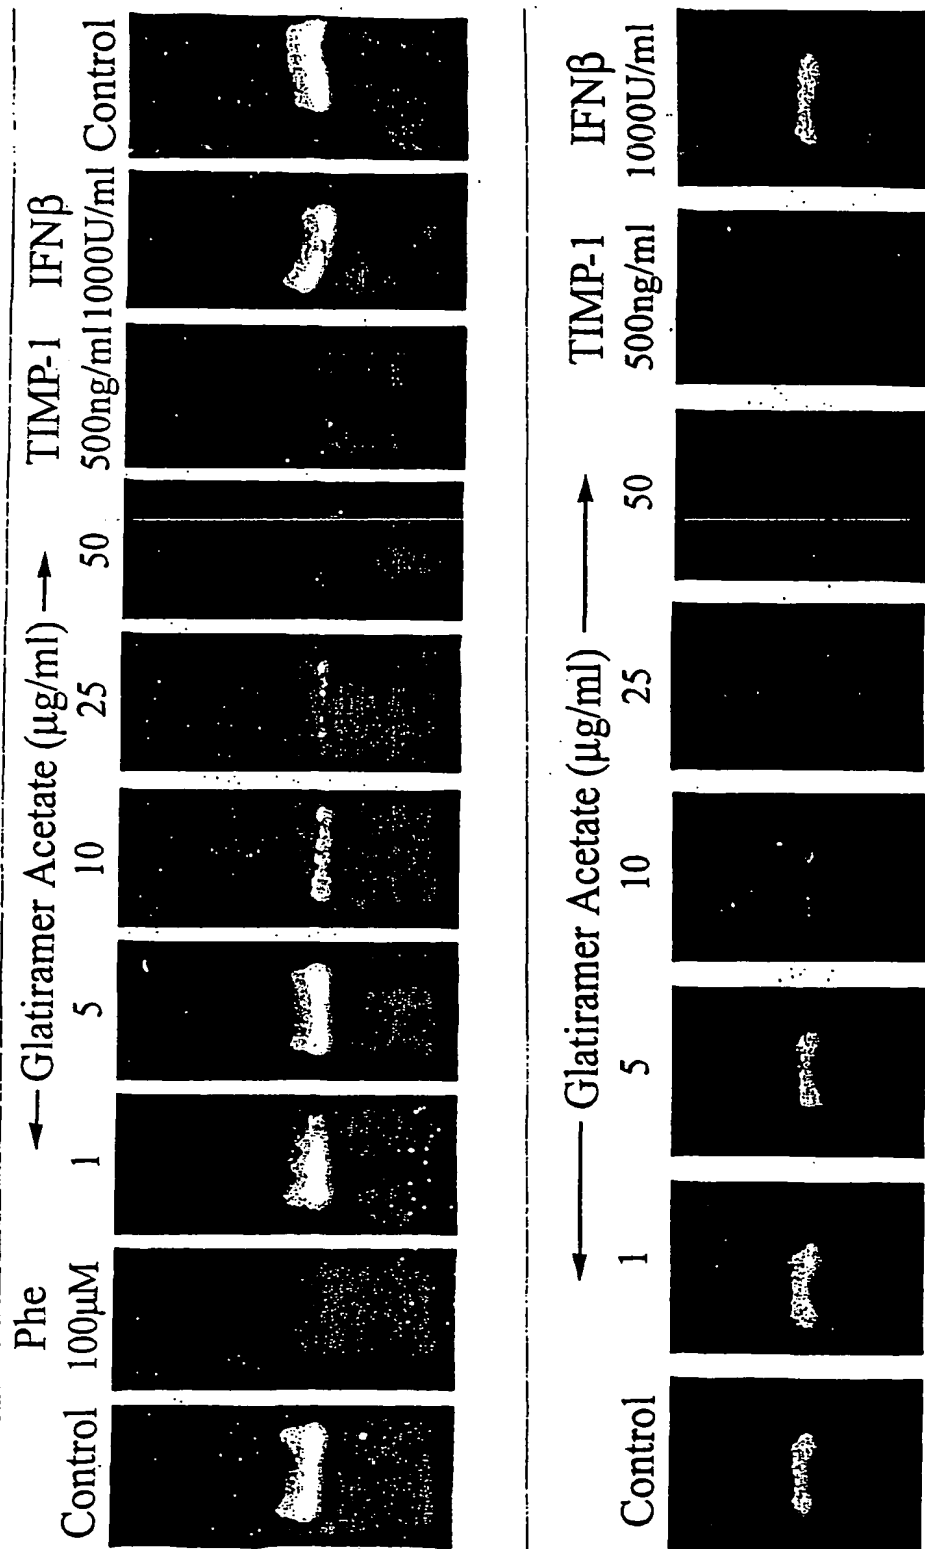 Phe ← Glatiramer Acetate (μg/ml) → TIMP-1 IFNβ
Control 100μM 1 5 10 25 50 500ng/ml 1000U/ml Control
← Glatiramer Acetate (μg/ml) → TIMP-1 IFNβ
Control 1 5 10 25 50 500ng/ml 1000U/ml